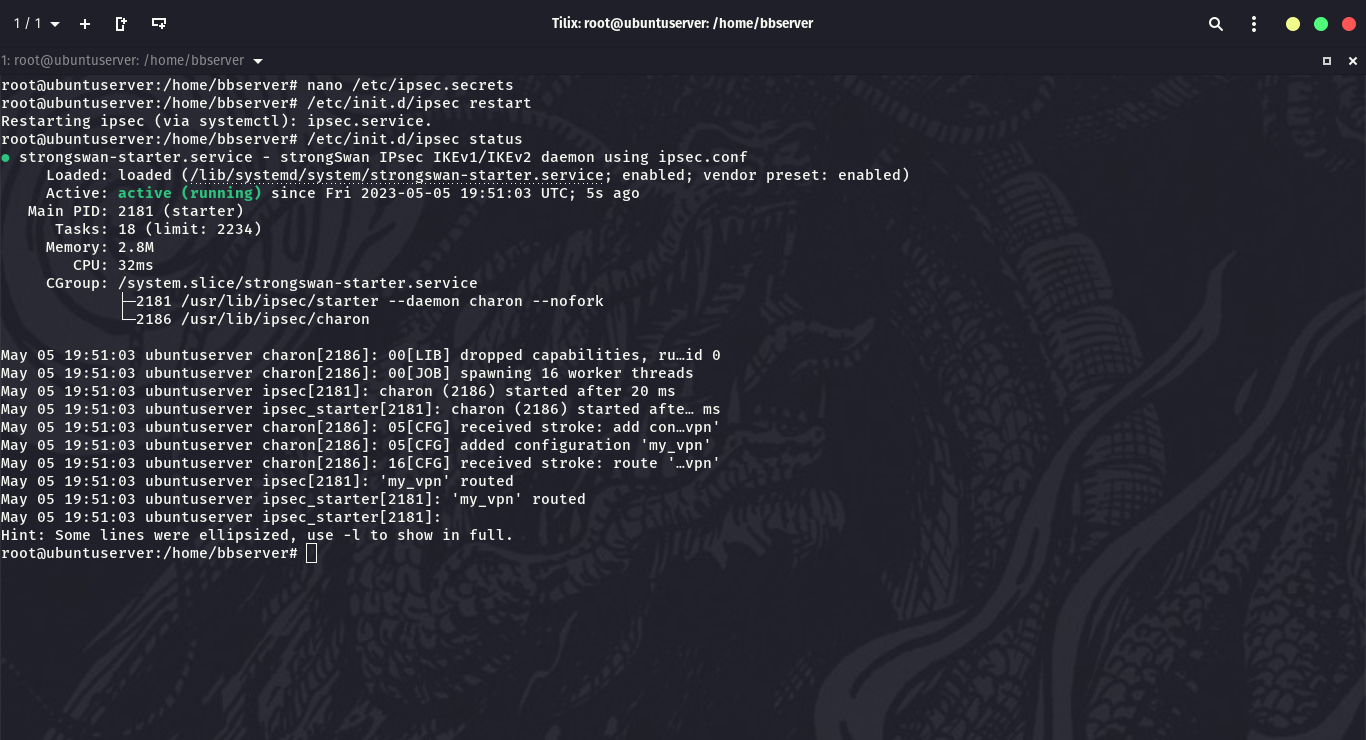 1 / 1
Tilix: root@ubuntuserver: /home/bbserver
1: root@ubuntuserver: /home/bbserver
root@ubuntuserver:/home/bbserver# nano /etc/ipsec.secrets
root@ubuntuserver:/home/bbserver# /etc/init.d/ipsec restart
Restarting ipsec (via systemctl): ipsec.service.
root@ubuntuserver:/home/bbserver# /etc/init.d/ipsec status
● strongswan-starter.service - strongSwan IPsec IKEv1/IKEv2 daemon using ipsec.conf
     Loaded: loaded (/lib/systemd/system/strongswan-starter.service; enabled; vendor preset: enabled)
     Active: active (running) since Fri 2023-05-05 19:51:03 UTC; 5s ago
   Main PID: 2181 (starter)
      Tasks: 18 (limit: 2234)
     Memory: 2.8M
        CPU: 32ms
     CGroup: /system.slice/strongswan-starter.service
             ├─2181 /usr/lib/ipsec/starter --daemon charon --nofork
             └─2186 /usr/lib/ipsec/charon
May 05 19:51:03 ubuntuserver charon[2186]: 00[LIB] dropped capabilities, ru…id 0
May 05 19:51:03 ubuntuserver charon[2186]: 00[JOB] spawning 16 worker threads
May 05 19:51:03 ubuntuserver ipsec[2181]: charon (2186) started after 20 ms
May 05 19:51:03 ubuntuserver ipsec_starter[2181]: charon (2186) started afte… ms
May 05 19:51:03 ubuntuserver charon[2186]: 05[CFG] received stroke: add con…vpn'
May 05 19:51:03 ubuntuserver charon[2186]: 05[CFG] added configuration 'my_vpn'
May 05 19:51:03 ubuntuserver charon[2186]: 16[CFG] received stroke: route '…vpn'
May 05 19:51:03 ubuntuserver ipsec[2181]: 'my_vpn' routed
May 05 19:51:03 ubuntuserver ipsec_starter[2181]: 'my_vpn' routed
May 05 19:51:03 ubuntuserver ipsec_starter[2181]:
Hint: Some lines were ellipsized, use -l to show in full.
root@ubuntuserver:/home/bbserver#